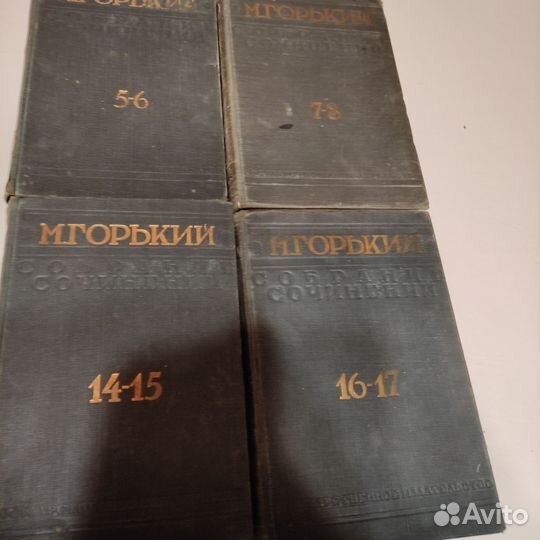 М.ГОРЬКИЙ
5-6
М.ГОРЬКИЙ
7-8
М.ГОРЬКИЙ
СОБРАНИЕ
СОЧИНЕНИЙ
14-15
М.ГОРЬКИЙ
СОБРАНИЕ
СОЧИНЕНИЙ
16-17
Avito